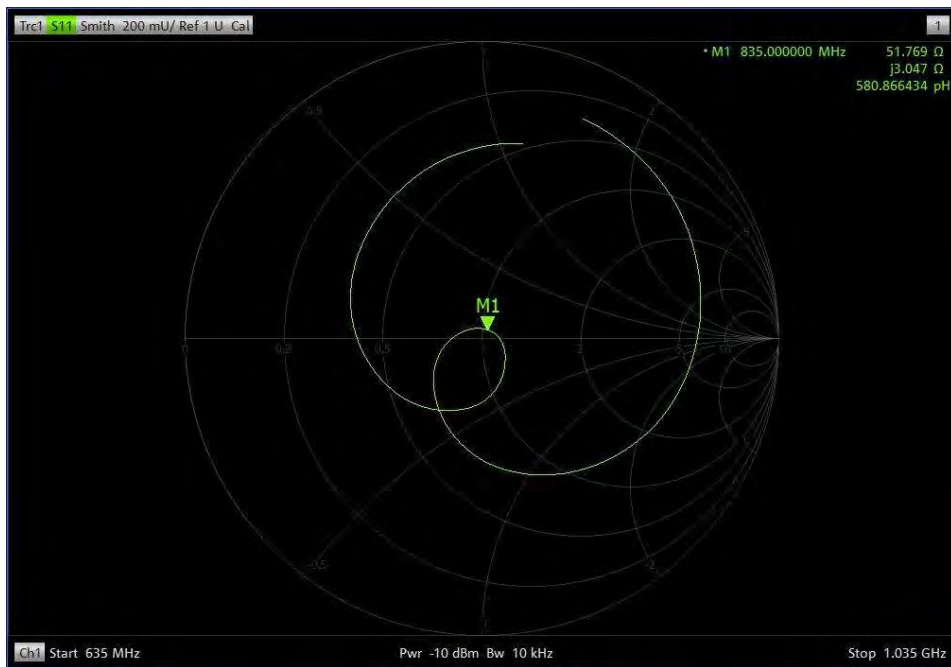 Trc1 S11 Smith 200 mU/ Ref 1 U Cal
1
• M1 835.000000 MHz 51.769 Ω
j3.047 Ω
580.866434 pH
0.5
2
5
M1
0
0.2
0.5
2
5
-0.5
-2
Ch1 Start 635 MHz
Pwr -10 dBm Bw 10 kHz
Stop 1.035 GHz